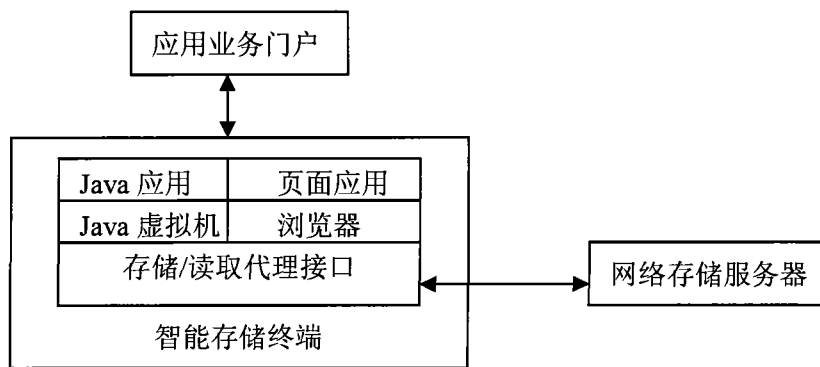 应用业务门户
Java 应用 页面应用
Java 虚拟机 浏览器
存储/读取代理接口
网络存储服务器
智能存储终端